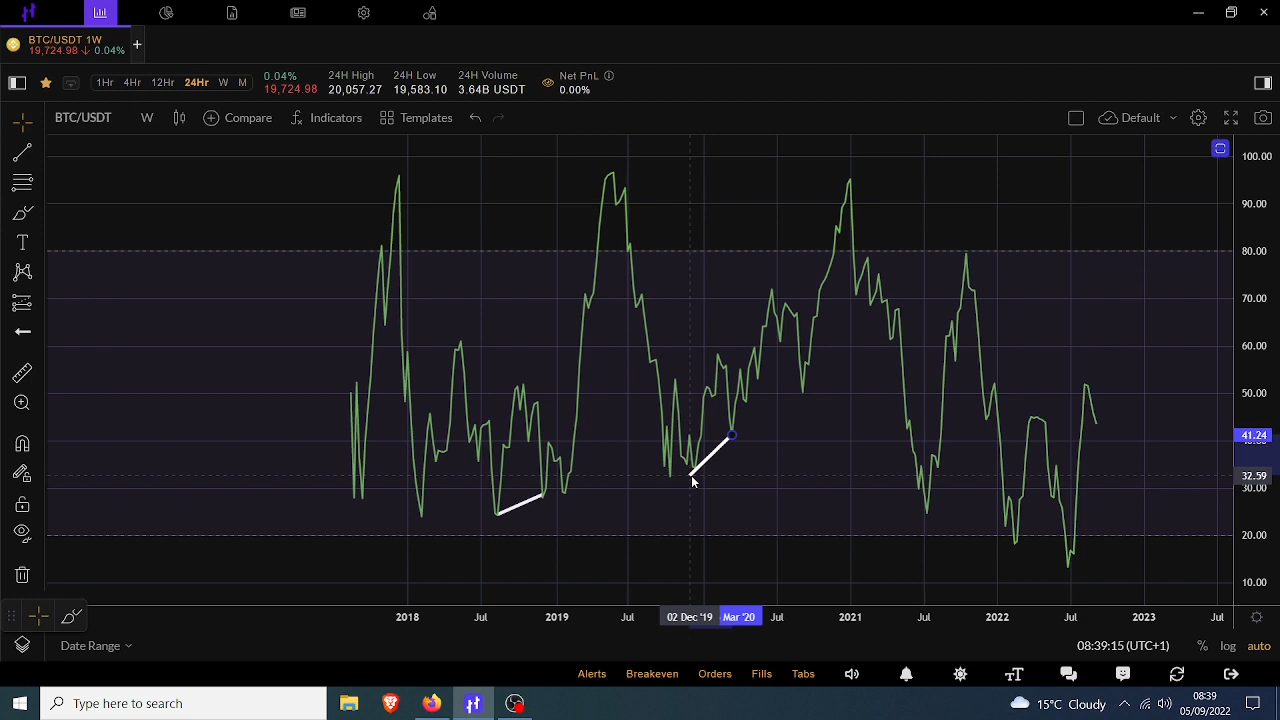 BTC/USDT 1W
19,724.98 ↓ 0.04%
+
1Hr 4Hr 12Hr 24Hr W M
0.04%
19,724.98
24H High
20,057.27
24H Low
19,583.10
24H Volume
3.64B USDT
Net PnL
0.00%
BTC/USDT W Compare Indicators Templates Default
100.00
90.00
80.00
70.00
60.00
50.00
41.24
32.59
30.00
20.00
10.00
2018 2019 Jul 02 Dec '19 Mar '20 Jul 2021 Jul 2022 Jul 2023 Jul
Date Range
08:39:15 (UTC+1) % log auto
Alerts Breakeven Orders Fills Tabs
Type here to search
15°C Cloudy
08:39
05/09/2022